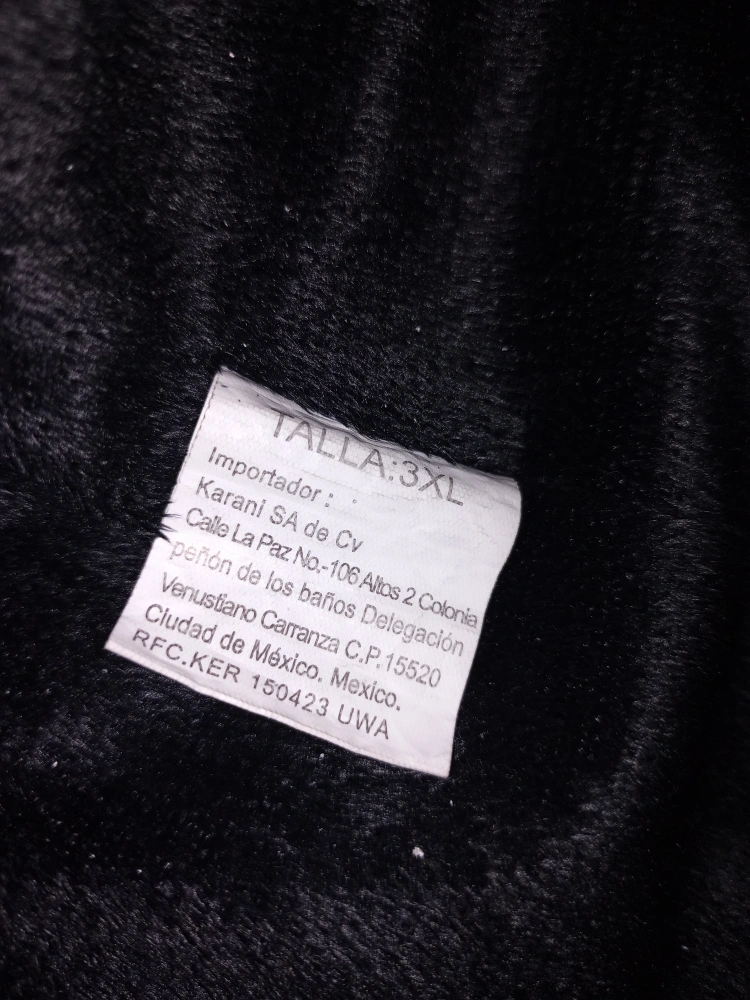 TALLA:3XL
Importador:
Karani SA de Cv
Calle La Paz No.-106 Altos 2 Colonia
peñón de los baños Delegación
Venustiano Carranza C.P.15520
Ciudad de México. Mexico.
RFC.KER 150423 UWA